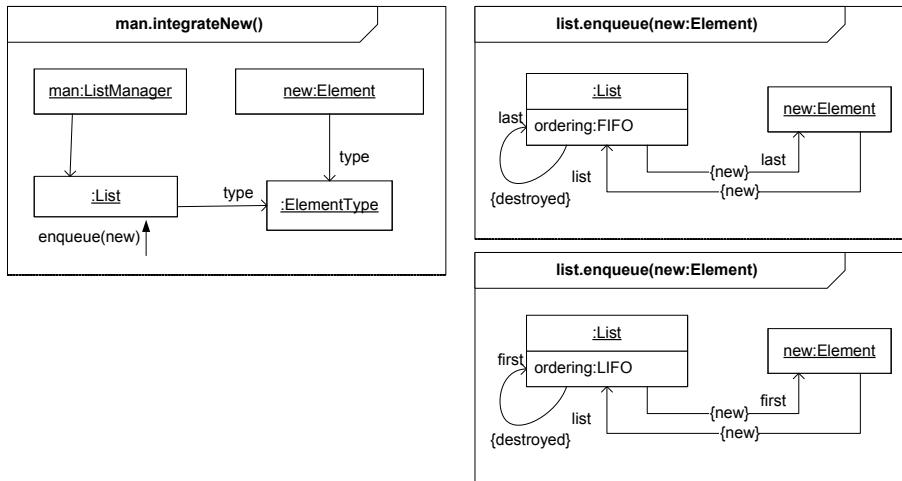 man.integrateNew()
man:ListManager
new:Element
type
:List
type
:ElementType
enqueue(new)
list.enqueue(new:Element)
:List
new:Element
last
ordering:FIFO
last
list
{new}
{new}
{destroyed}
list.enqueue(new:Element)
:List
new:Element
first
ordering:LIFO
first
list
{new}
{new}
{destroyed}